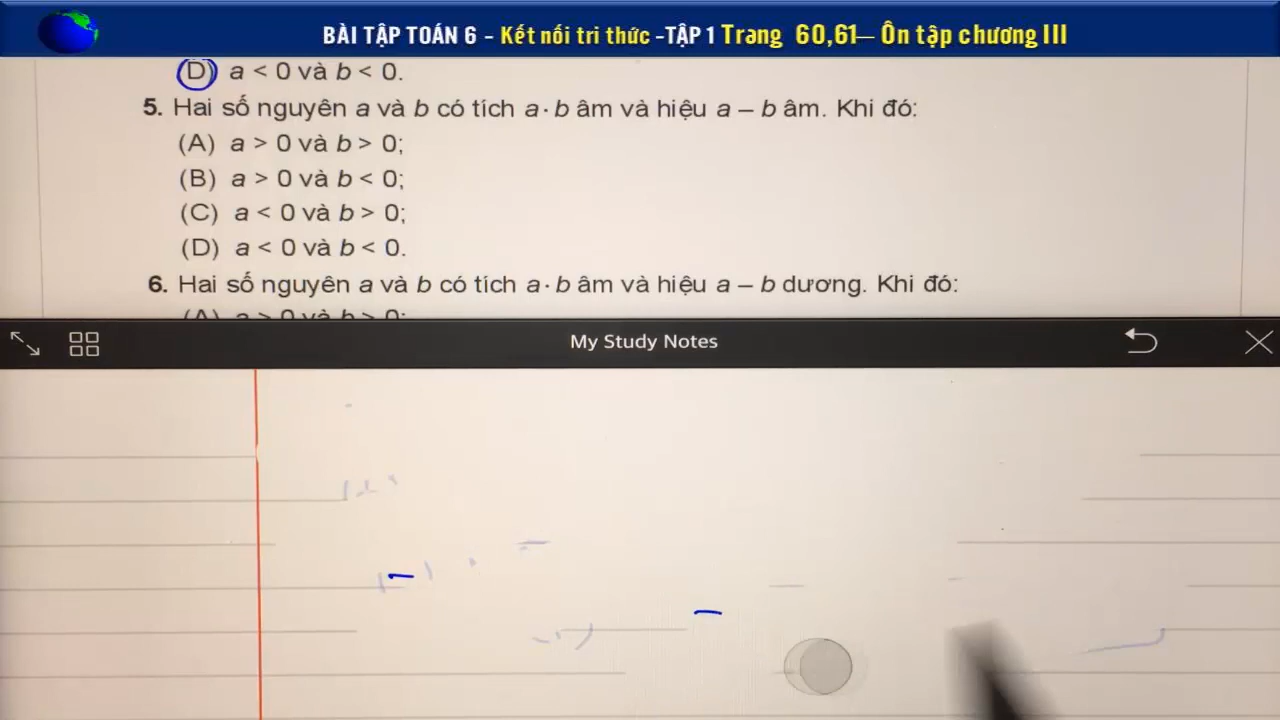 BÀI TẬP TOÁN 6 - Kết nối tri thức -TẬP 1 Trang 60,61– Ôn tập chương III
(D) a < 0 và b < 0.
5. Hai số nguyên a và b có tích a · b âm và hiệu a – b âm. Khi đó:
(A) a > 0 và b > 0;
(B) a > 0 và b < 0;
(C) a < 0 và b > 0;
(D) a < 0 và b < 0.
6. Hai số nguyên a và b có tích a · b âm và hiệu a – b dương. Khi đó:
(A) a > 0 và b > 0;
My Study Notes